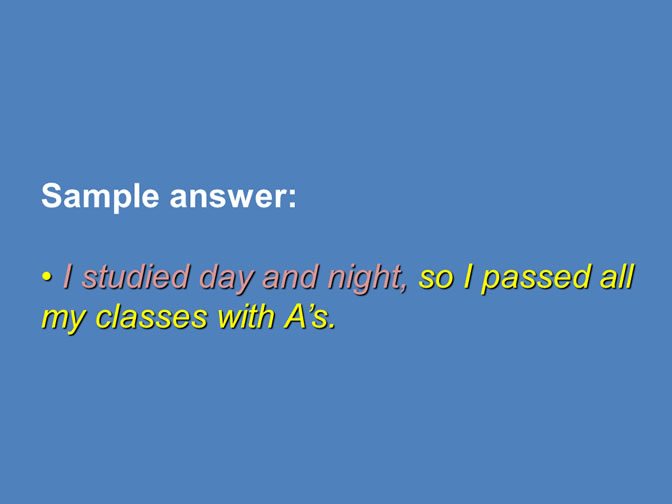 Sample answer:
• I studied day and night, so I passed all
my classes with A’s.